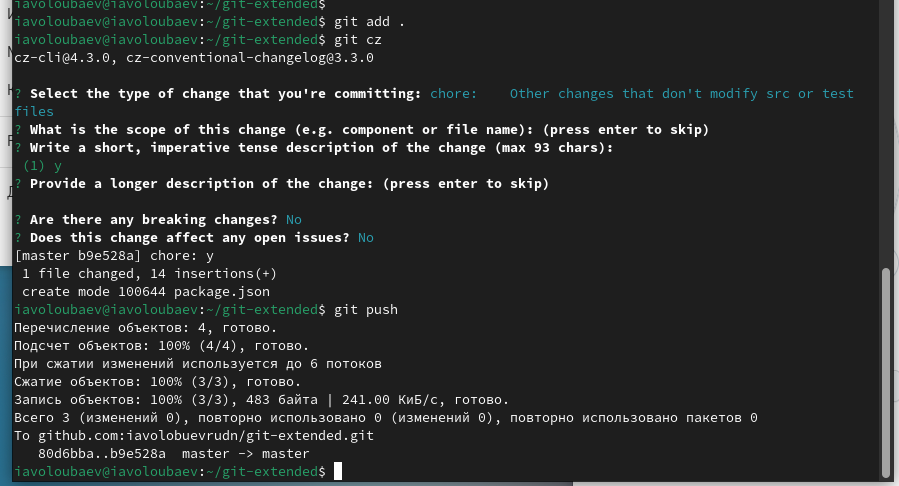 iavoloubaev@iavoloubaev:~/git-extended$
iavoloubaev@iavoloubaev:~/git-extended$ git add .
iavoloubaev@iavoloubaev:~/git-extended$ git cz
cz-cli@4.3.0, cz-conventional-changelog@3.3.0
? Select the type of change that you're committing: chore:    Other changes that don't modify src or test
files
? What is the scope of this change (e.g. component or file name): (press enter to skip)
? Write a short, imperative tense description of the change (max 93 chars):
(1) y
? Provide a longer description of the change: (press enter to skip)
? Are there any breaking changes? No
? Does this change affect any open issues? No
[master b9e528a] chore: y
1 file changed, 14 insertions(+)
create mode 100644 package.json
iavoloubaev@iavoloubaev:~/git-extended$ git push
Перечисление объектов: 4, готово.
Подсчет объектов: 100% (4/4), готово.
При сжатии изменений используется до 6 потоков
Сжатие объектов: 100% (3/3), готово.
Запись объектов: 100% (3/3), 483 байта | 241.00 КиБ/с, готово.
Всего 3 (изменений 0), повторно использовано 0 (изменений 0), повторно использовано пакетов 0
To github.com:iavolobuevrudn/git-extended.git
80d6bba..b9e528a  master -> master
iavoloubaev@iavoloubaev:~/git-extended$